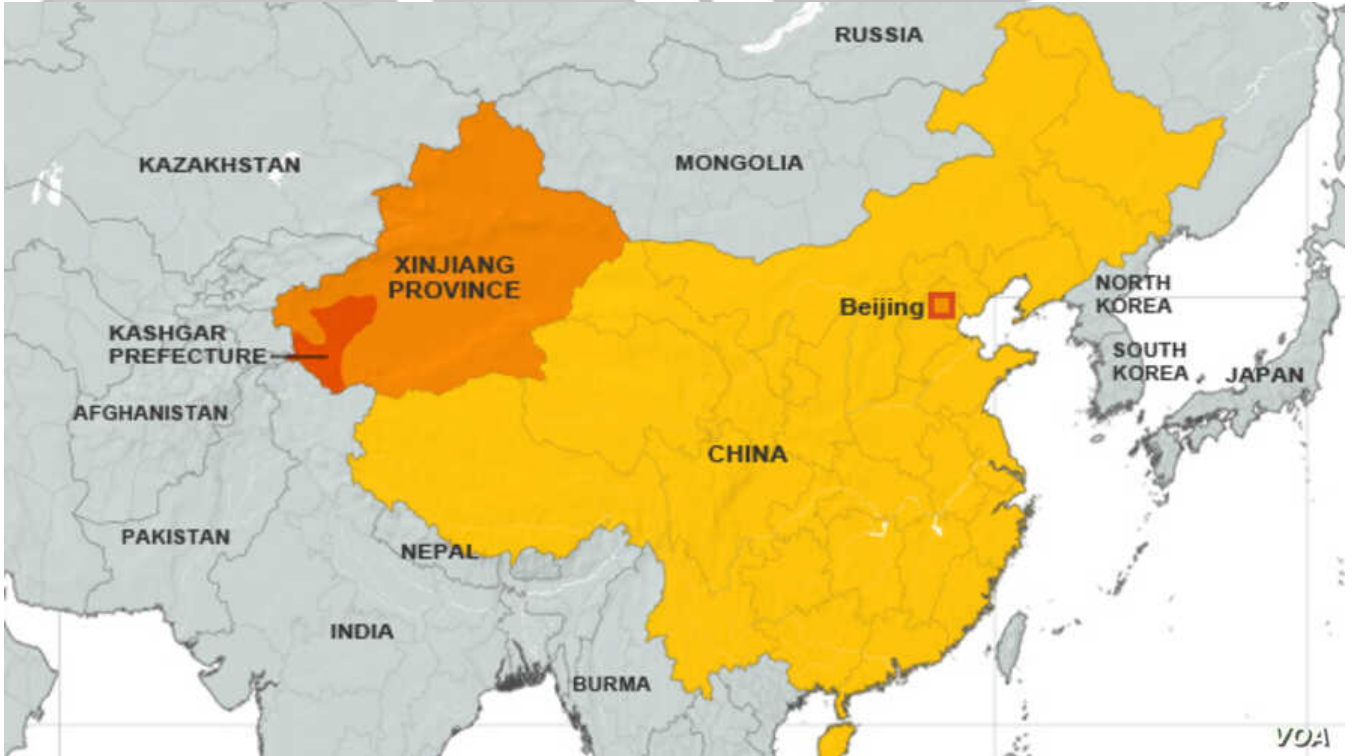 RUSSIA
KAZAKHSTAN
MONGOLIA
XINJIANG
PROVINCE
KASHGAR
PREFECTURE
Beijing
NORTH
KOREA
SOUTH
KOREA
JAPAN
AFGHANISTAN
CHINA
PAKISTAN
NEPAL
INDIA
BURMA
VOA